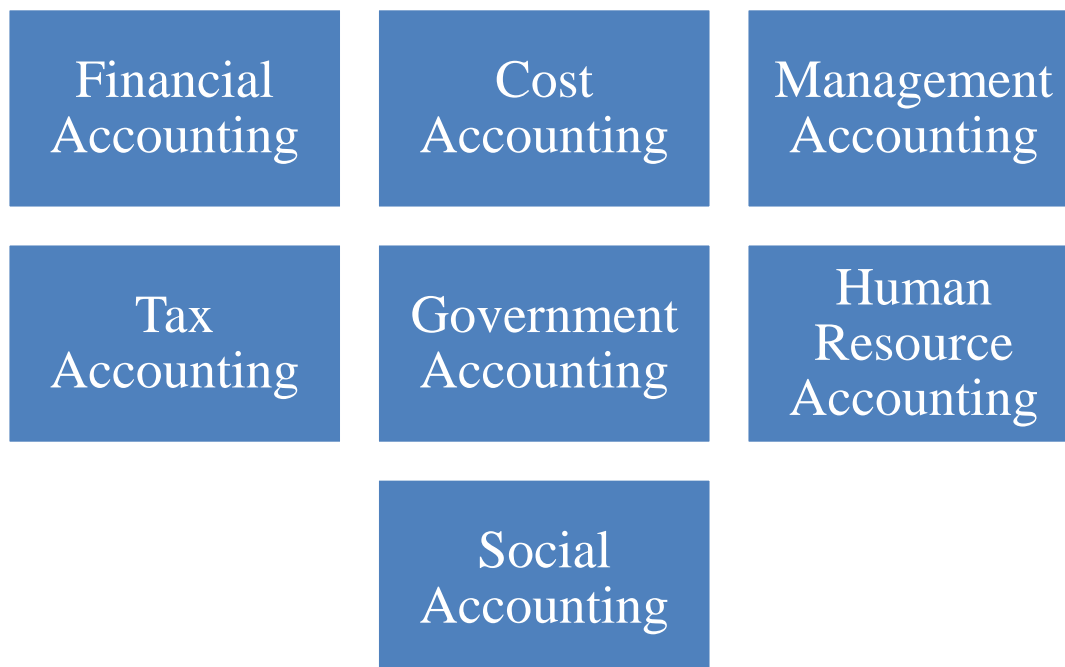 Financial
Accounting
Cost
Accounting
Management
Accounting
Tax
Accounting
Government
Accounting
Human
Resource
Accounting
Social
Accounting